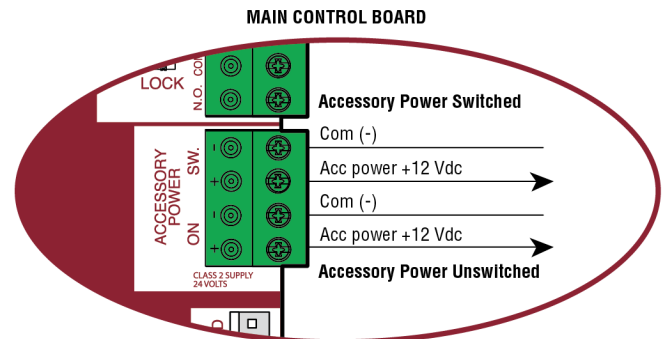 MAIN CONTROL BOARD
LOCK
N.O. COM
Accessory Power Switched
Com (-)
Acc power +12 Vdc
Com (-)
Acc power +12 Vdc
Accessory Power Unswitched
ACCESSORY
POWER
ON SW.
- + - +
CLASS 2 SUPPLY
24 VOLTS